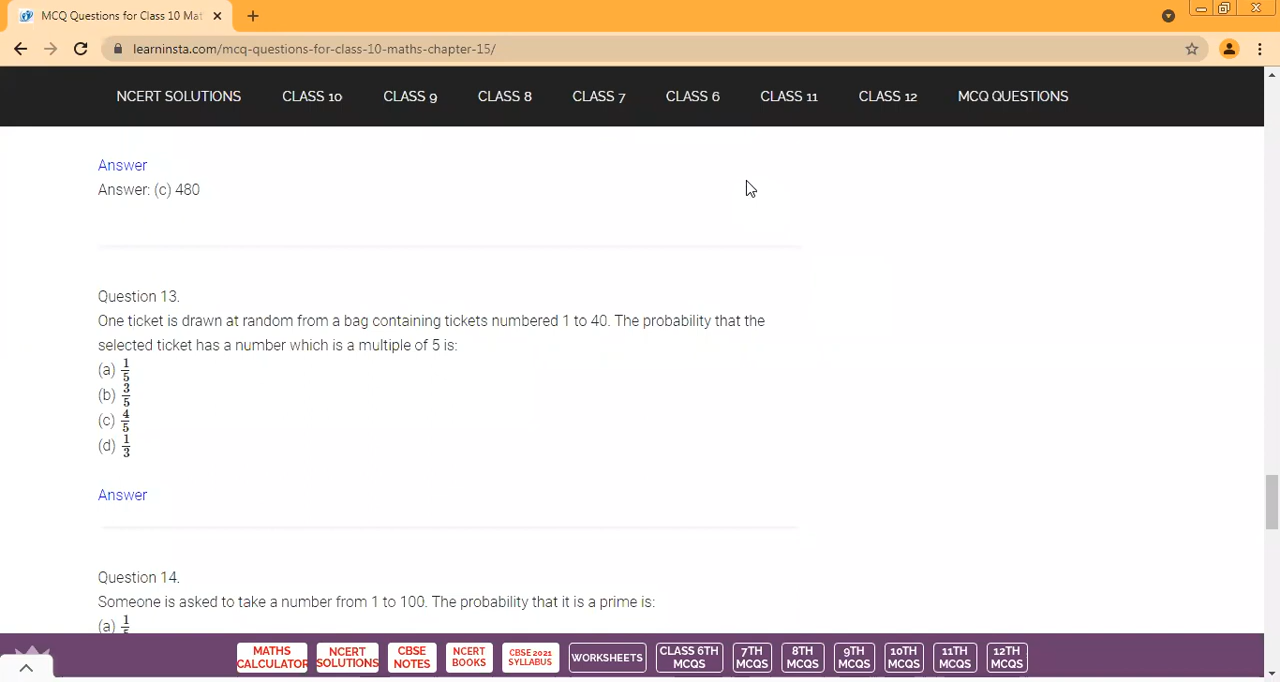 MCQ Questions for Class 10 Mat
learninsta.com/mcq-questions-for-class-10-maths-chapter-15/
NCERT SOLUTIONS CLASS 10 CLASS 9 CLASS 8 CLASS 7 CLASS 6 CLASS 11 CLASS 12 MCQ QUESTIONS
Answer
Answer: (c) 480
Question 13.
One ticket is drawn at random from a bag containing tickets numbered 1 to 40. The probability that the
selected ticket has a number which is a multiple of 5 is:
(a) 1/5
(b) 3/5
(c) 4/5
(d) 1/3
Answer
Question 14.
Someone is asked to take a number from 1 to 100. The probability that it is a prime is:
(a) 1/5
MATHS CALCULATOR NCERT SOLUTIONS CBSE NOTES NCERT BOOKS CBSE 2021 SYLLABUS WORKSHEETS CLASS 6TH MCQS 7TH MCQS 8TH MCQS 9TH MCQS 10TH MCQS 11TH MCQS 12TH MCQS